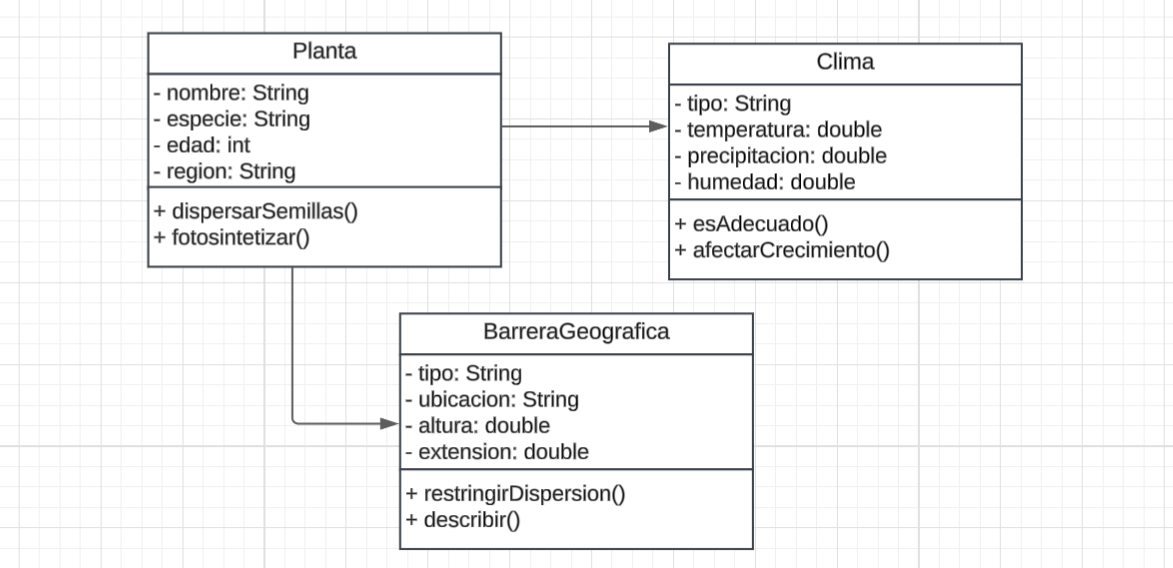 Planta
- nombre: String
- especie: String
- edad: int
- region: String
+ dispersarSemillas()
+ fotosintetizar()
Clima
- tipo: String
- temperatura: double
- precipitacion: double
- humedad: double
+ esAdecuado()
+ afectarCrecimiento()
BarreraGeografica
- tipo: String
- ubicacion: String
- altura: double
- extension: double
+ restringirDispersion()
+ describir()